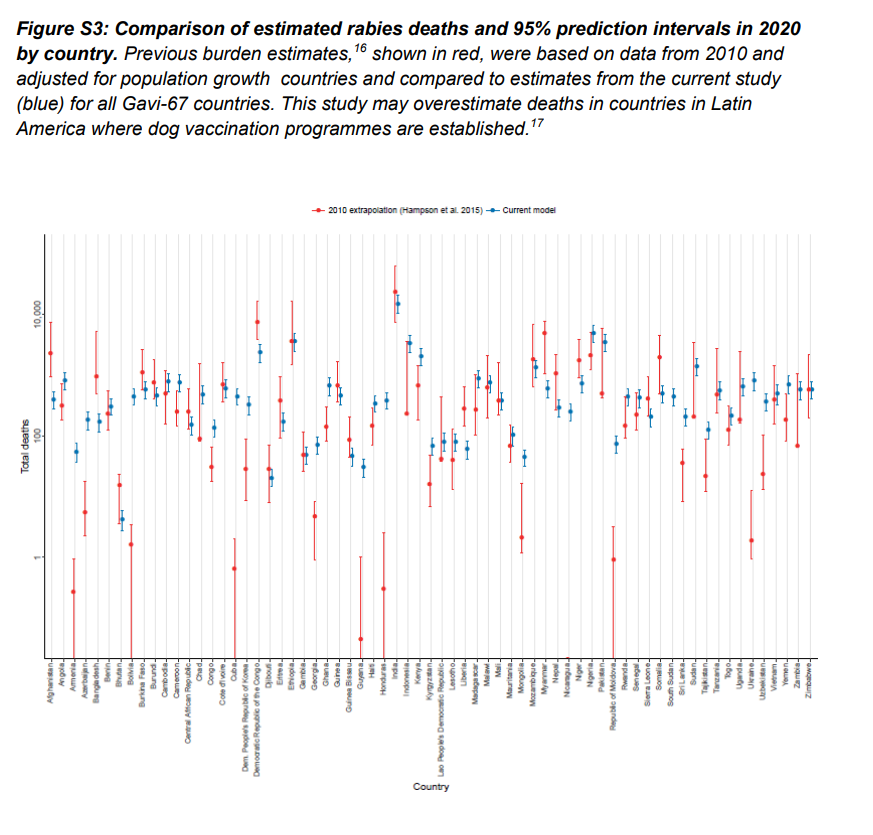 Figure S3: Comparison of estimated rabies deaths and 95% prediction intervals in 2020
by country. Previous burden estimates,16 shown in red, were based on data from 2010 and
adjusted for population growth  countries and compared to estimates from the current study
(blue) for all Gavi-67 countries. This study may overestimate deaths in countries in Latin
America where dog vaccination programmes are established.17
2010 extrapolation (Hampson et al. 2015)
Current model
Total deaths
10,000
100
1
Afghanistan
Angola
Armenia
Azerbaijan
Bangladesh
Benin
Bhutan
Bolivia
Burkina Faso
Burundi
Cambodia
Cameroon
Central African Republic
Chad
Congo
Cote d'Ivoire
Cuba
Dem. People's Republic of Korea
Democratic Republic of the Congo
Djibouti
Eritrea
Ethiopia
Gambia
Georgia
Ghana
Guinea
Guinea Bissau
Guyana
Haiti
Honduras
India
Indonesia
Kenya
Kyrgyzstan
Lao People's Democratic Republic
Lesotho
Liberia
Madagascar
Malawi
Mali
Mauritania
Mongolia
Mozambique
Myanmar
Nepal
Nicaragua
Niger
Nigeria
Pakistan
Republic of Moldova
Rwanda
Senegal
Sierra Leone
Somalia
South Sudan
Sri Lanka
Sudan
Tajikistan
Tanzania
Togo
Uganda
Ukraine
Uzbekistan
Vietnam
Yemen
Zambia
Zimbabwe
Country